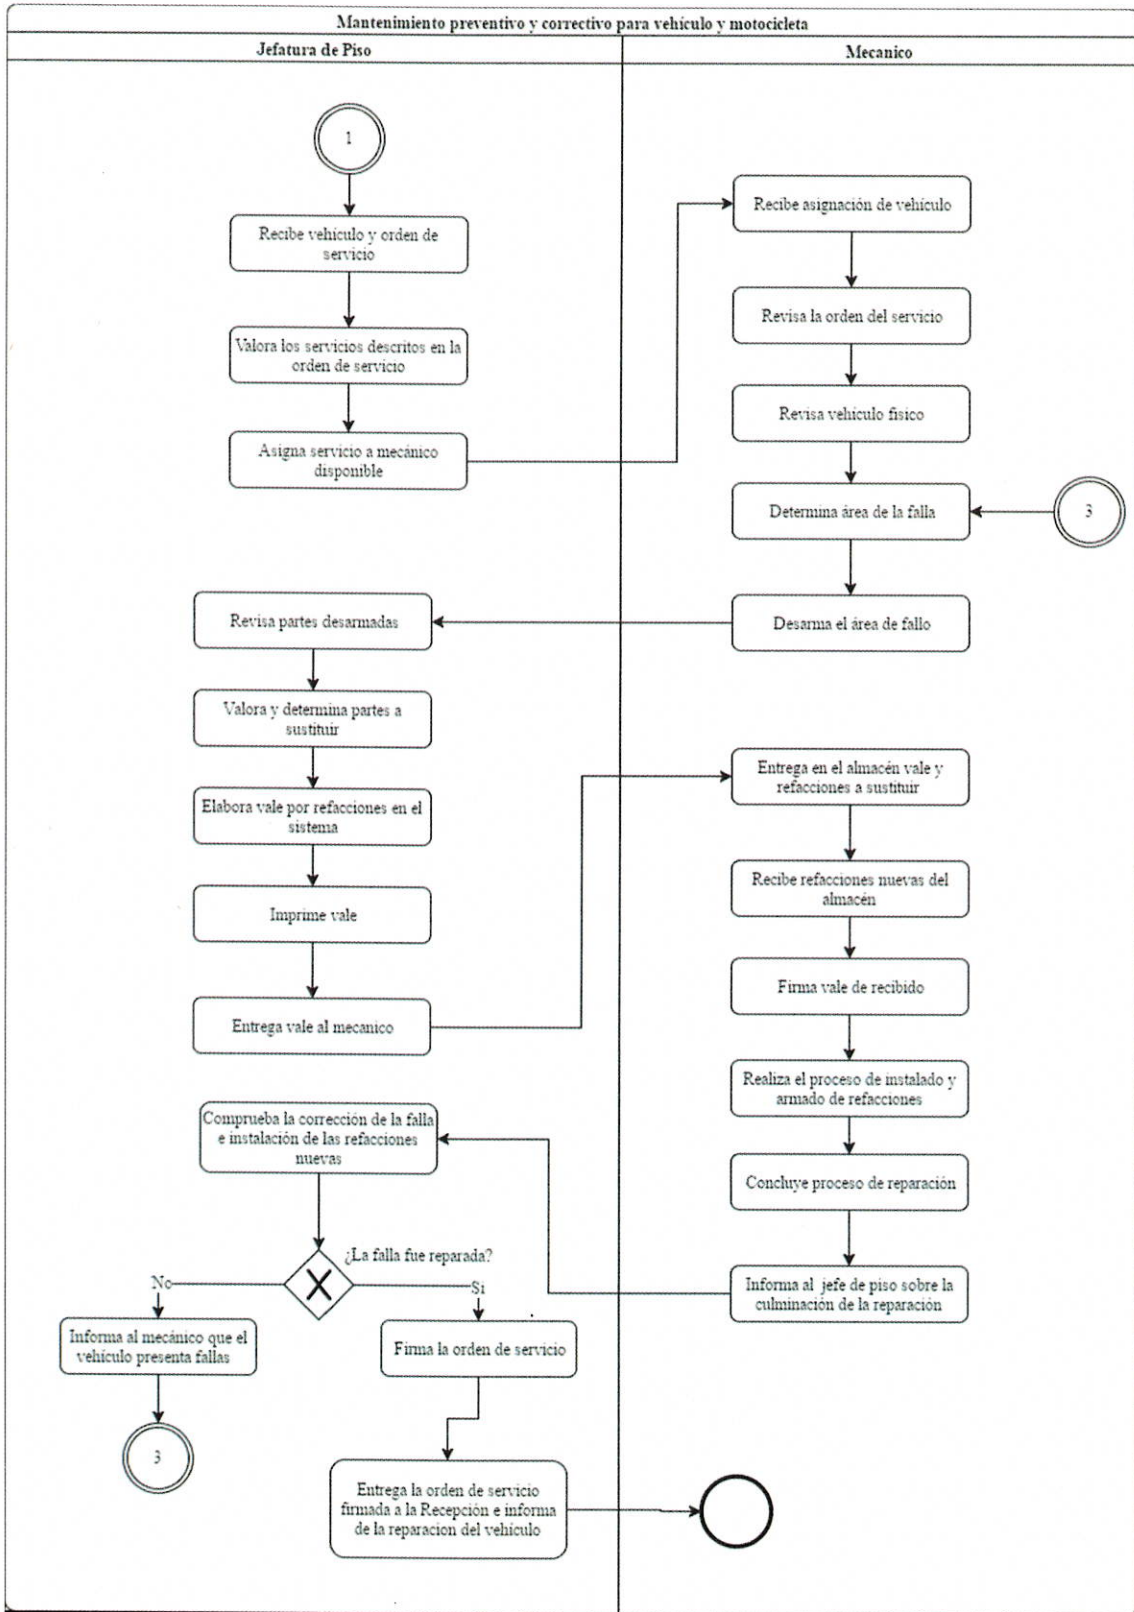 Mantenimiento preventivo y correctivo para vehículo y motocicleta
Jefatura de Piso
Mecanico
1
Recibe vehículo y orden de
servicio
Valora los servicios descritos en la
orden de servicio
Asigna servicio a mecánico
disponible
Recibe asignación de vehículo
Revisa la orden del servicio
Revisa vehículo fisico
Determina área de la falla
3
Desarma el área de fallo
Revisa partes desarmadas
Valora y determina partes a
sustituir
Elabora vale por refacciones en el
sistema
Imprime vale
Entrega vale al mecanico
Entrega en el almacén vale y
refacciones a sustituir
Recibe refacciones nuevas del
almacén
Firma vale de recibido
Realiza el proceso de instalado y
armado de refacciones
Concluye proceso de reparación
Informa al jefe de piso sobre la
culminación de la reparación
Comprueba la corrección de la falla
e instalación de las refacciones
nuevas
¿La falla fue reparada?
No
Si
Informa al mecánico que el
vehículo presenta fallas
3
Firma la orden de servicio
Entrega la orden de servicio
firmada a la Recepción e informa
de la reparacion del vehículo